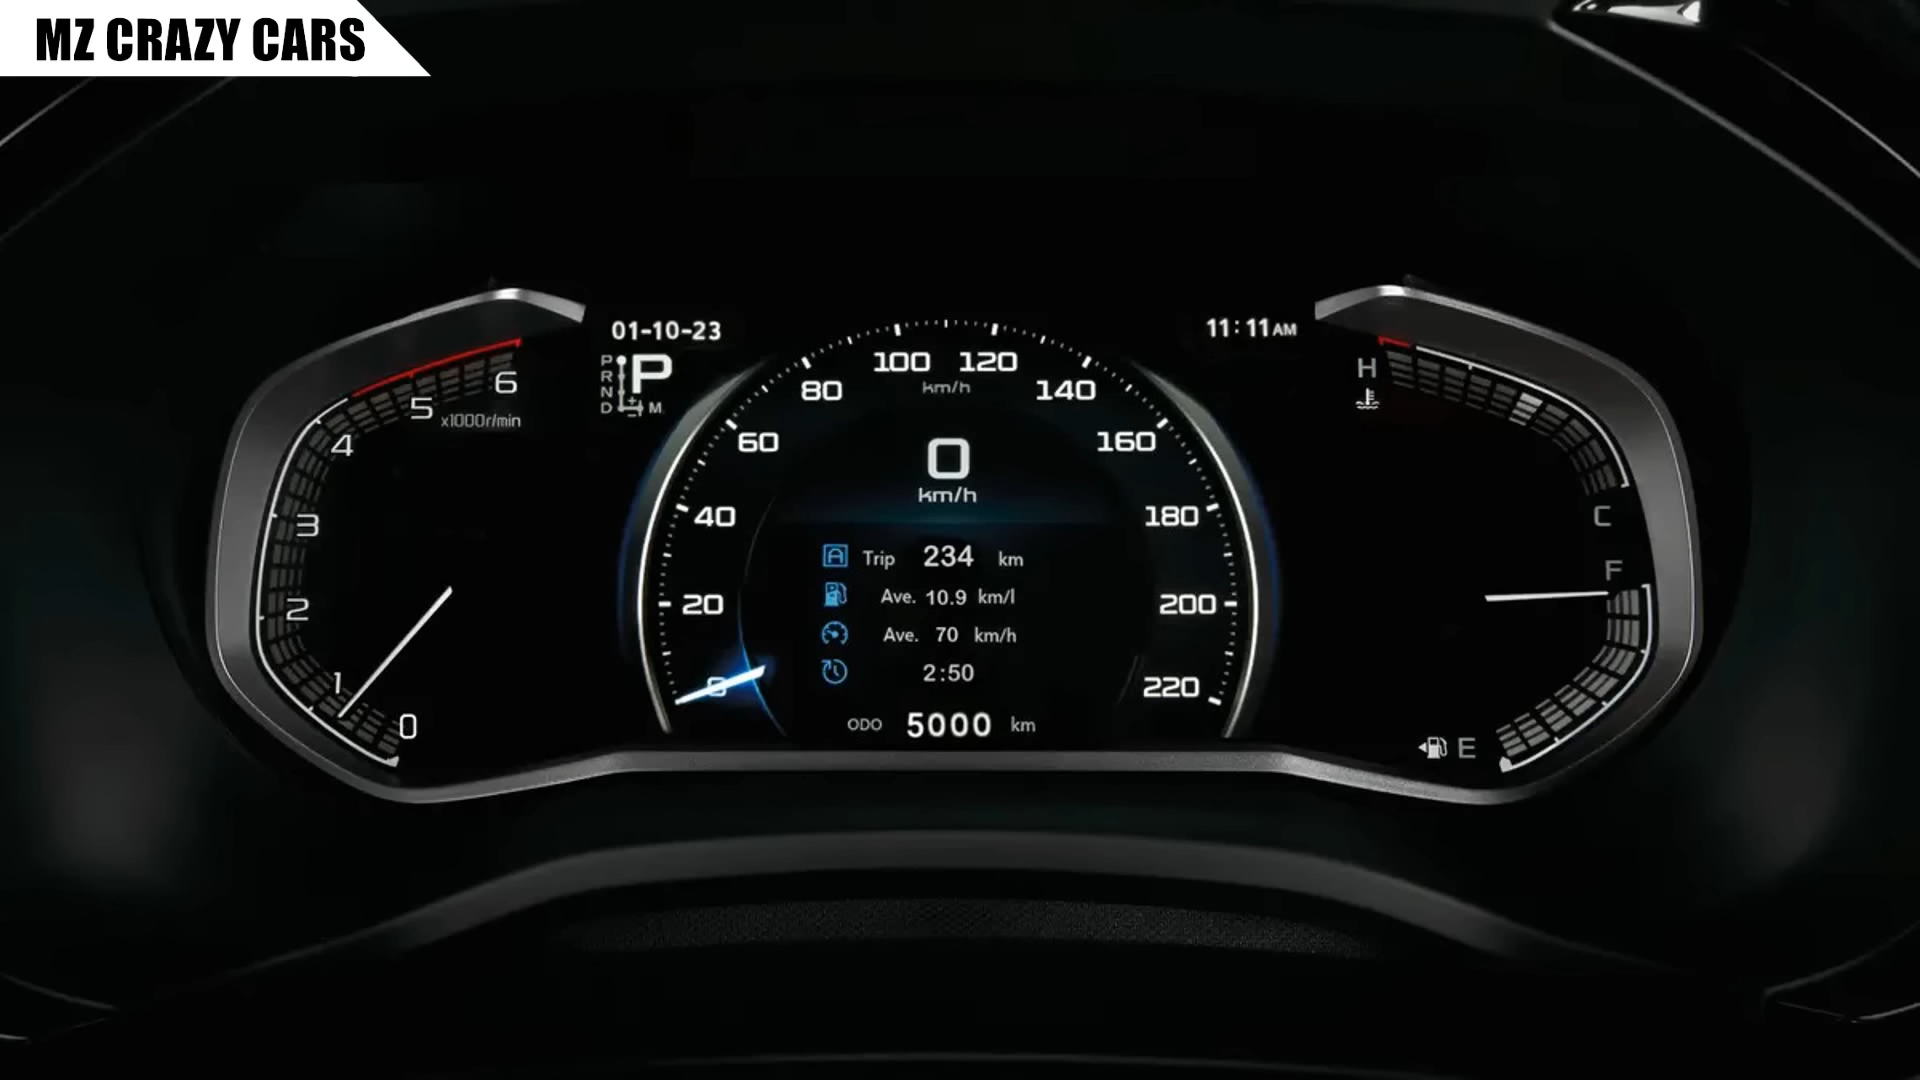 MZ CRAZY CARS
01-10-23
11:11AM
P
P
R
N
D
+
-
M
6
5
x1000r/min
4
3
2
1
0
100
120
km/h
80
140
60
160
40
180
20
200
0
220
0
km/h
Trip 234 km
Ave. 10.9 km/l
Ave. 70 km/h
2:50
ODO 5000 km
H
C
F
E